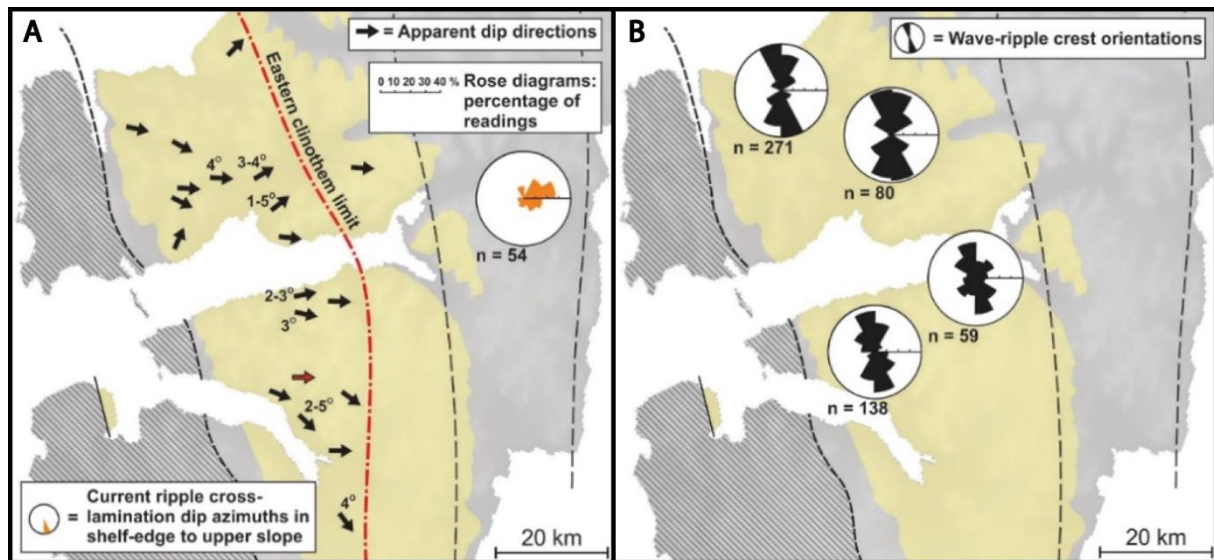 A
= Apparent dip directions
0 10 20 30 40 %
Rose diagrams:
percentage of
readings
Eastern clinothem limit
4°
3-4°
1-5°
n = 54
2-3°
3°
2-5°
4°
Current ripple cross-
= lamination dip azimuths in
shelf-edge to upper slope
20 km
B
= Wave-ripple crest orientations
n = 271
n = 80
n = 59
n = 138
20 km